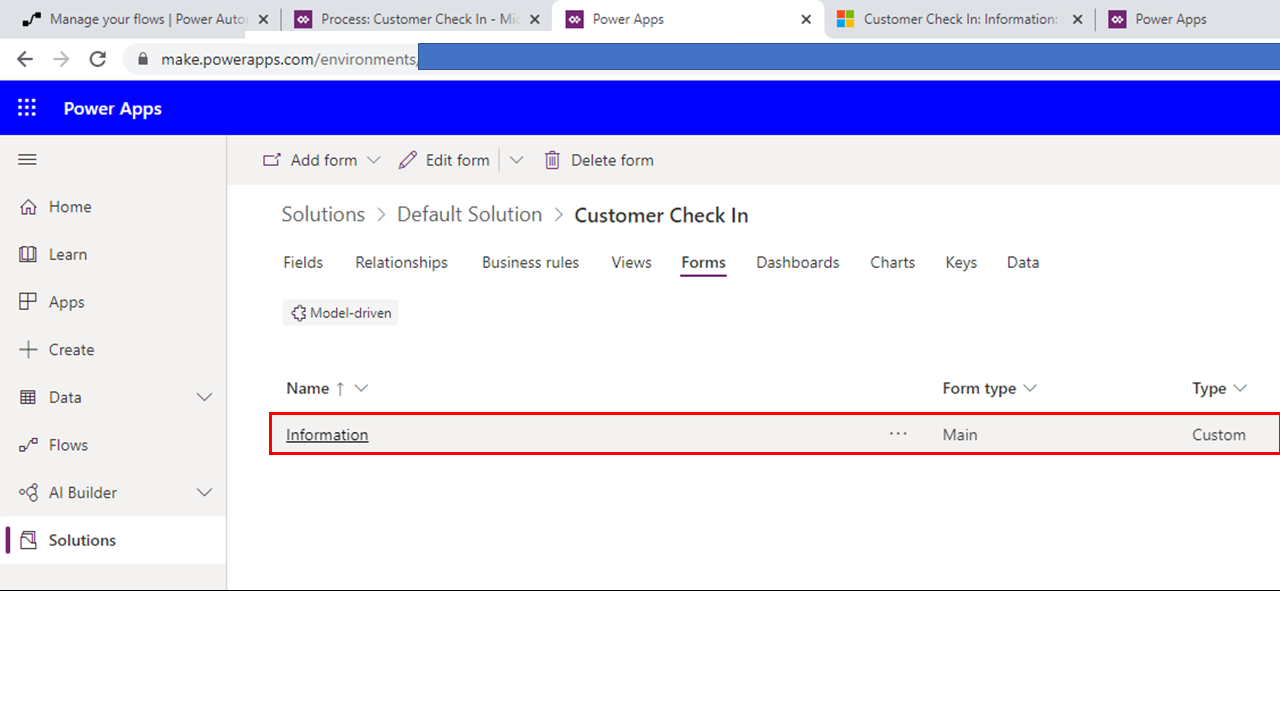 Manage your flows | Power Auto
Process: Customer Check In - Mic
Power Apps
Customer Check In: Information:
Power Apps
make.powerapps.com/environments
Power Apps
Add form
Edit form
Delete form
Home
Learn
Apps
Create
Data
Flows
AI Builder
Solutions
Solutions > Default Solution > Customer Check In
Fields Relationships Business rules Views Forms Dashboards Charts Keys Data
Model-driven
Name ↑ Form type Type
Information ··· Main Custom